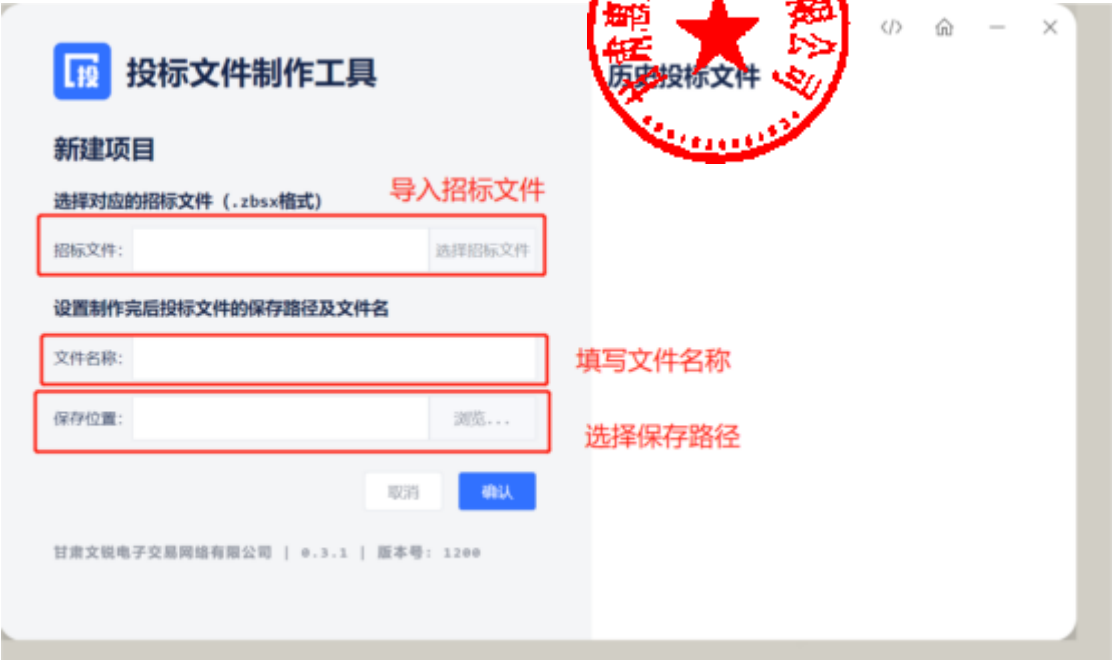 投
投标文件制作工具
历史投标文件
新建项目
选择对应的招标文件（.zbsx格式）
导入招标文件
招标文件：
选择招标文件
设置制作完后投标文件的保存路径及文件名
文件名称：
填写文件名称
保存位置：
浏览...
选择保存路径
取消
确认
甘肃文锐电子交易网络有限公司 | 0.3.1 | 版本号：1200